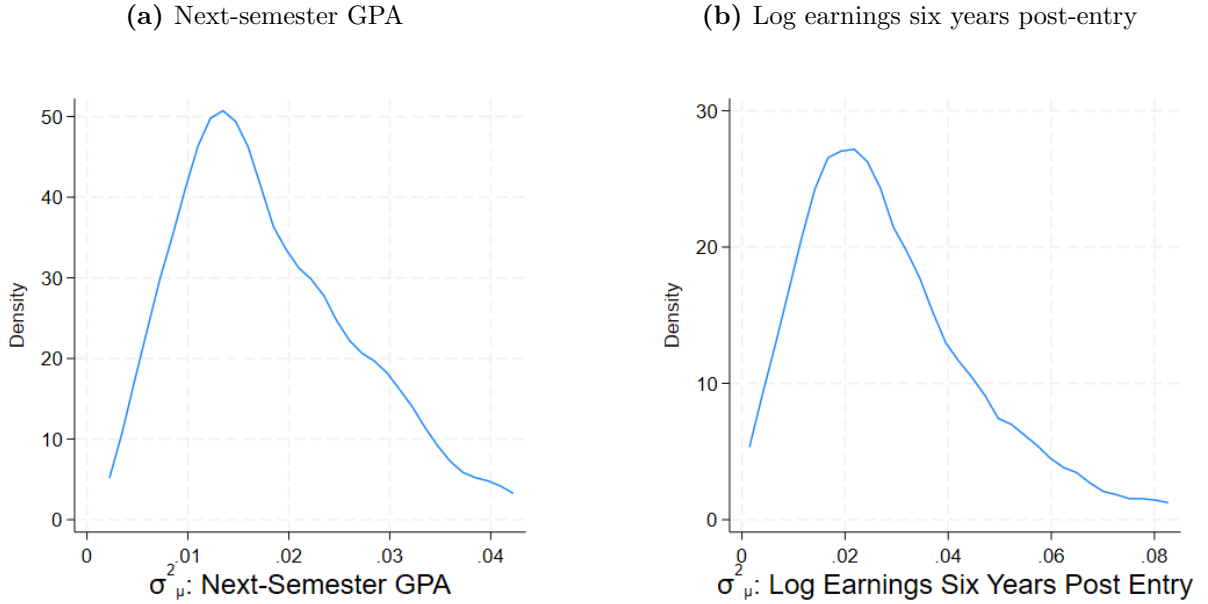 (a) Next-semester GPA
50
40
30
20
10
0
Density
0 .01 .02 .03 .04
σ²μ: Next-Semester GPA
(b) Log earnings six years post-entry
30
20
10
0
Density
0 .02 .04 .06 .08
σ²μ: Log Earnings Six Years Post Entry